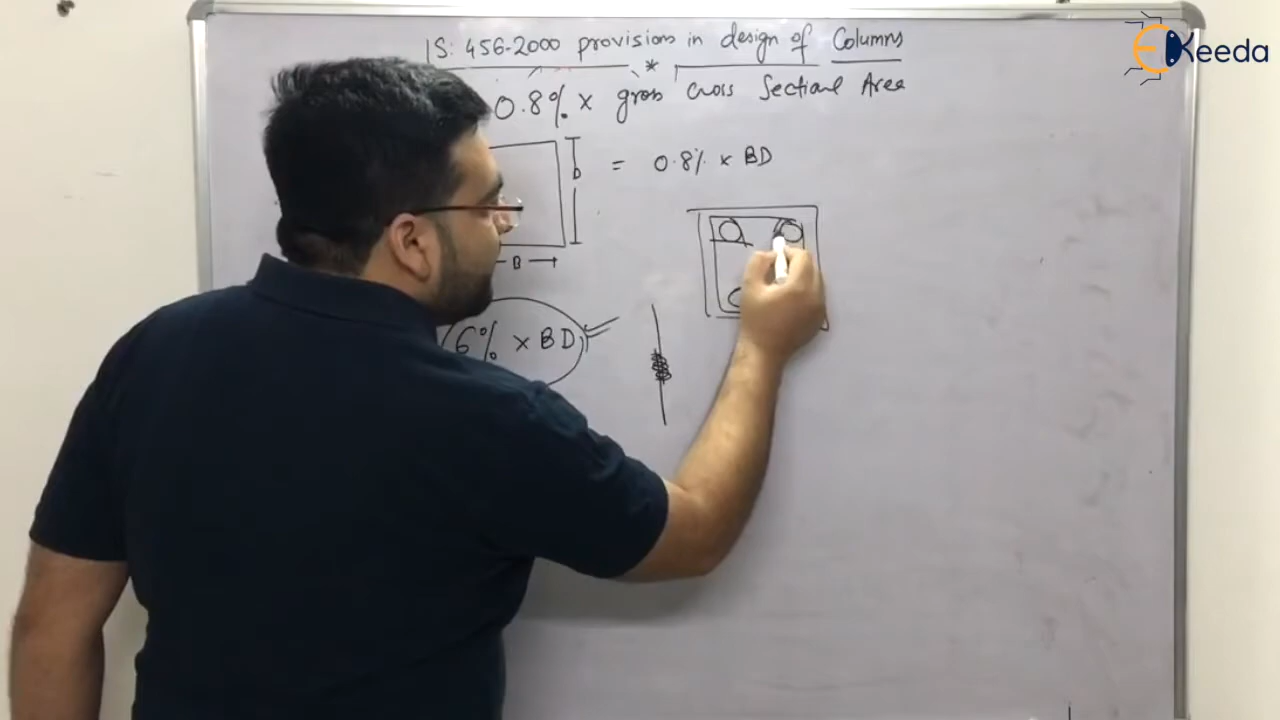 IS: 456-2000 provisions in design of Columns
*
0.8% x gross cross Sectional Area
D = 0.8% x BD
B
6% x BD
EKeeda